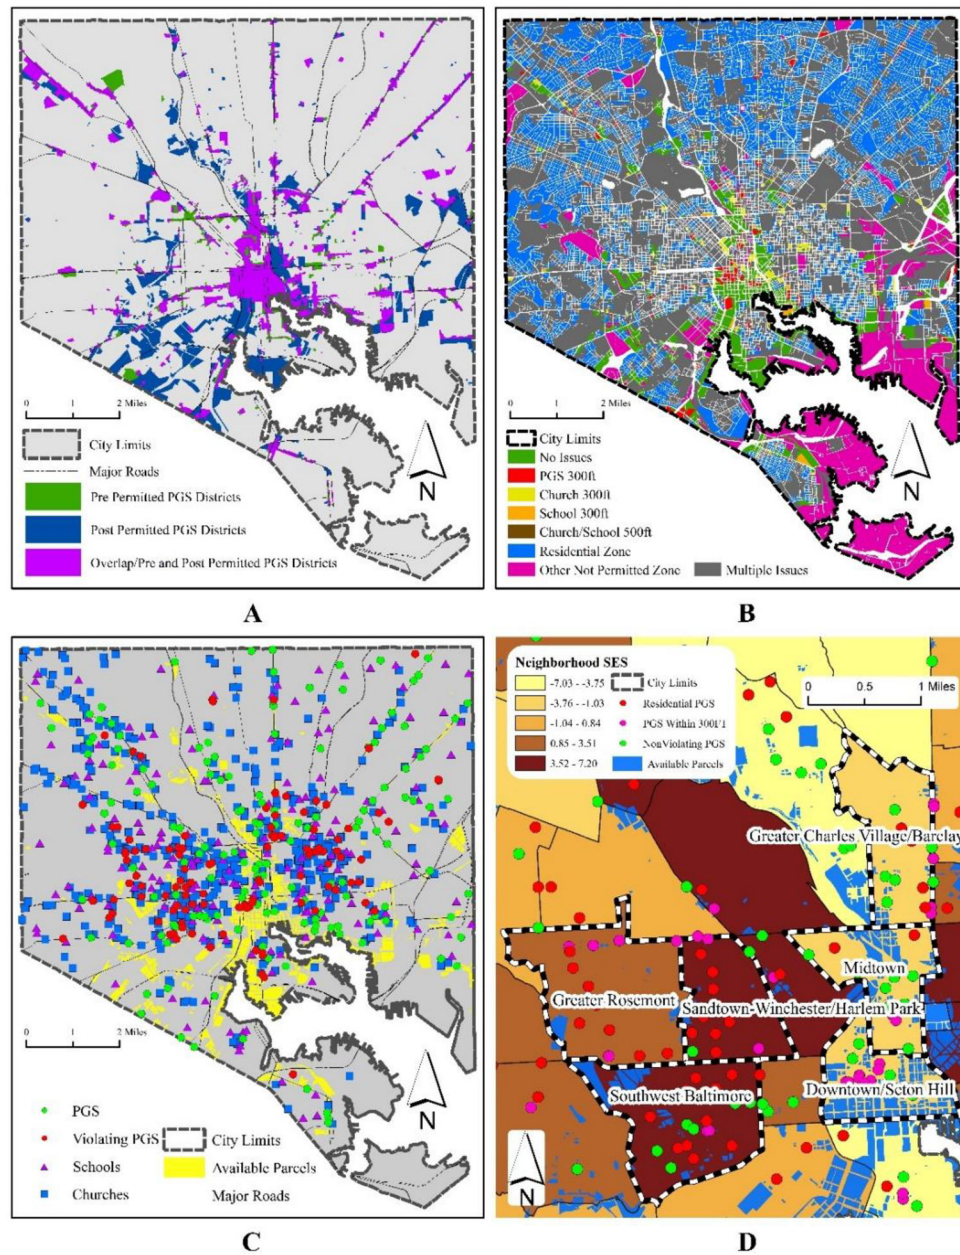 0 1 2 Miles
City Limits
Major Roads
Pre Permitted PGS Districts
Post Permitted PGS Districts
Overlap/Pre and Post Permitted PGS Districts
N
A
0 1 2 Miles
City Limits
No Issues
PGS 300ft
Church 300ft
School 300ft
Church/School 500ft
Residential Zone
Other Not Permitted Zone Multiple Issues
N
B
0 1 2 Miles
PGS
Violating PGS City Limits
Schools Available Parcels
Churches Major Roads
N
C
Neighborhood SES
-7.03 - -3.75 City Limits
-3.76 - -1.03 Residential PGS
-1.04 - 0.84 PGS Within 300FT
0.85 - 3.51 NonViolating PGS
3.52 - 7.20 Available Parcels
0 0.5 1 Miles
Greater Charles Village/Barclay
Midtown
Greater Rosemont
Sandtown-Winchester/Harlem Park
Southwest Baltimore
Downtown/Seton Hill
N
D